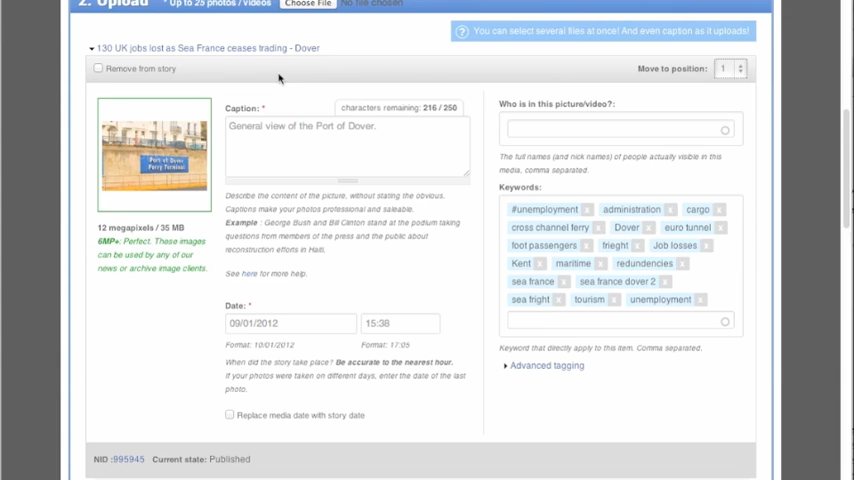 2. Upload * Up to 25 photos / videos Choose File No file chosen
You can select several files at once! And even caption as it uploads!
130 UK jobs lost as Sea France ceases trading - Dover
Remove from story
Move to position: 1
Caption: *
characters remaining: 216 / 250
General view of the Port of Dover.
Port of Dover
Ferry Terminal
12 megapixels / 35 MB
6MP+: Perfect. These images
can be used by any of our
news or archive image clients.
Describe the content of the picture, without stating the obvious.
Captions make your photos professional and saleable.
Example : George Bush and Bill Clinton stand at the podium taking
questions from members of the press and the public about
reconstruction efforts in Haiti.
See here for more help.
Date: *
09/01/2012
15:38
Format: 10/01/2012
Format: 17:05
When did the story take place? Be accurate to the nearest hour.
If your photos were taken on different days, enter the date of the last
photo.
Replace media date with story date
Who is in this picture/video?:
The full names (and nick names) of people actually visible in this
media, comma separated.
Keywords:
#unemployment x administration x cargo x
cross channel ferry x Dover x euro tunnel x
foot passengers x frieght x Job losses x
Kent x maritime x redundencies x
sea france x sea france dover 2 x
sea fright x tourism x unemployment x
Keyword that directly apply to this item. Comma separated.
Advanced tagging
NID :995945 Current state: Published